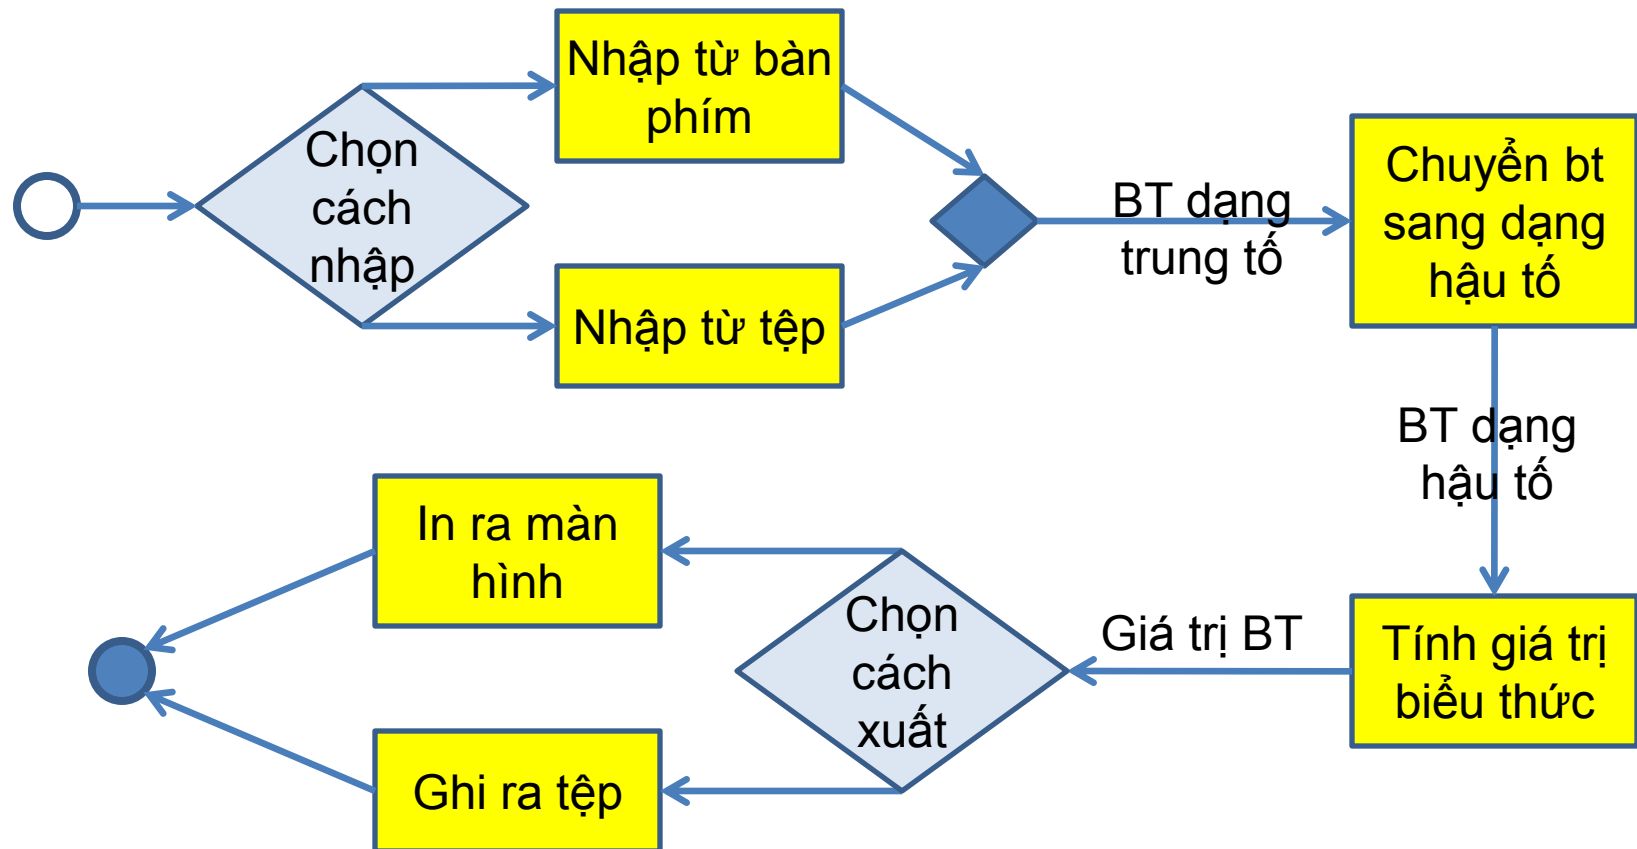 Nhập từ bàn
phím
Chọn
cách
nhập
Nhập từ tệp
BT dạng
trung tố
Chuyển bt
sang dạng
hậu tố
BT dạng
hậu tố
Tính giá trị
biểu thức
Giá trị BT
Chọn
cách
xuất
In ra màn
hình
Ghi ra tệp